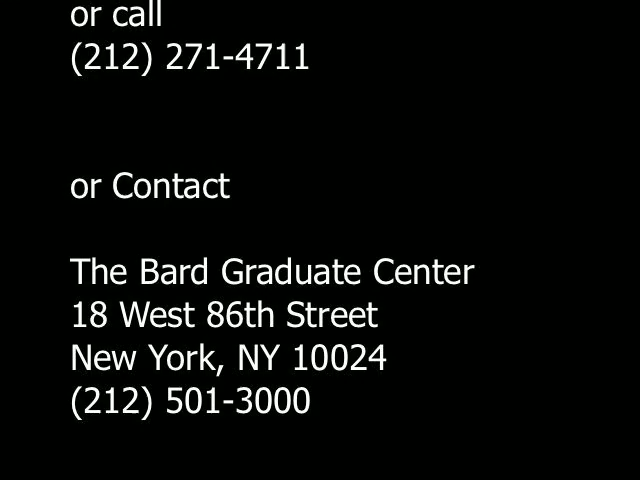 or call
(212) 271-4711
or Contact
The Bard Graduate Center
18 West 86th Street
New York, NY 10024
(212) 501-3000